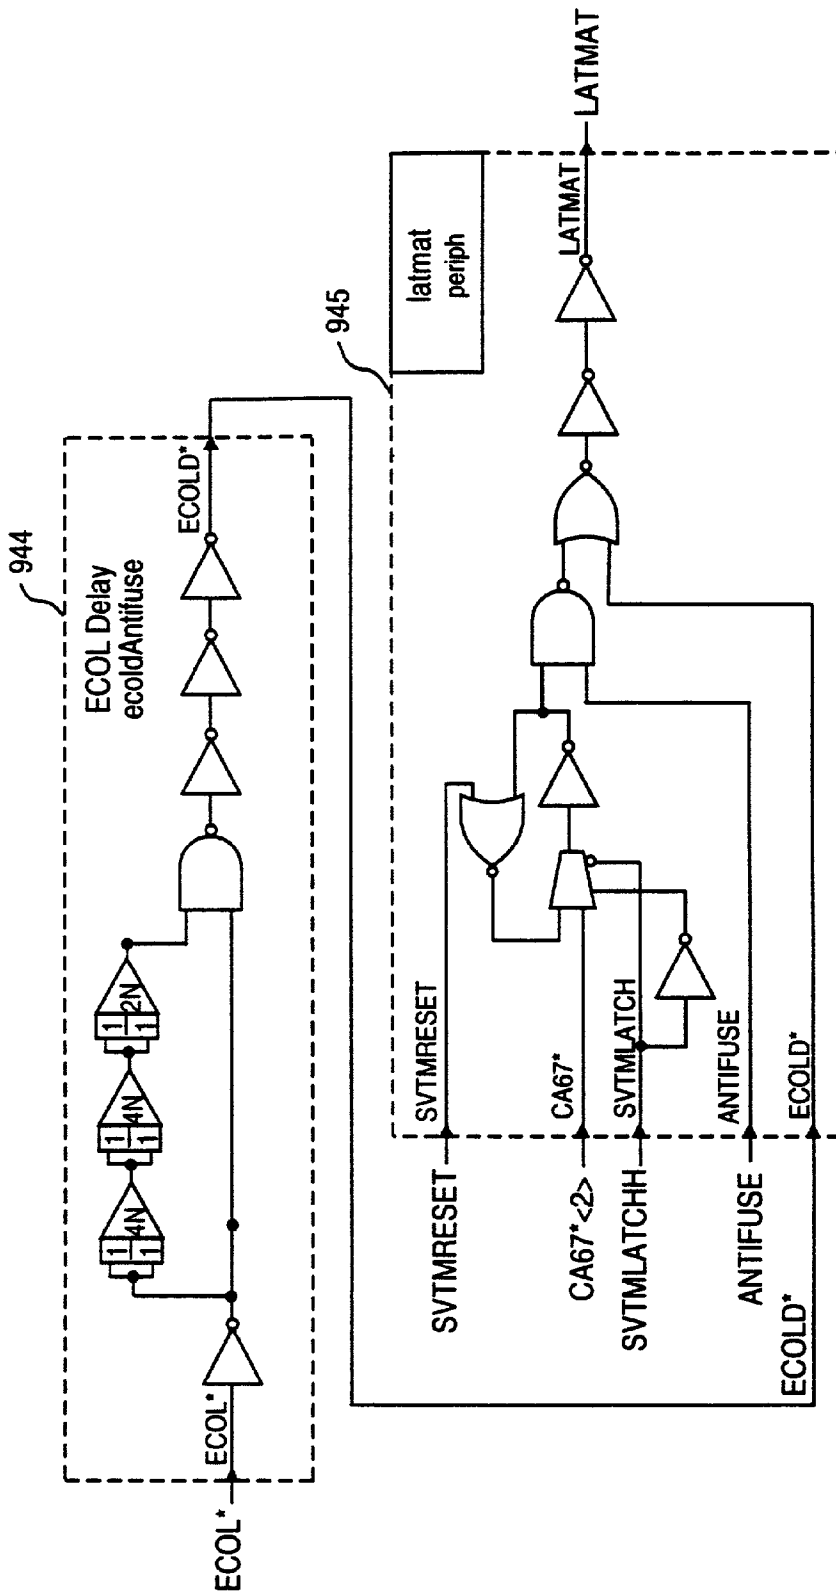 944
ECOL Delay
ecoldAntifuse
ECOL*
ECOL*
1
1
4N
1
1
4N
1
1
2N
ECOLD*
945
latmat
periph
SVTMRESET
SVTMRESET
CA67*<2>
CA67*
SVTMLATCHH
SVTMLATCH
ANTIFUSE
ANTIFUSE
ECOLD*
ECOLD*
LATMAT
LATMAT